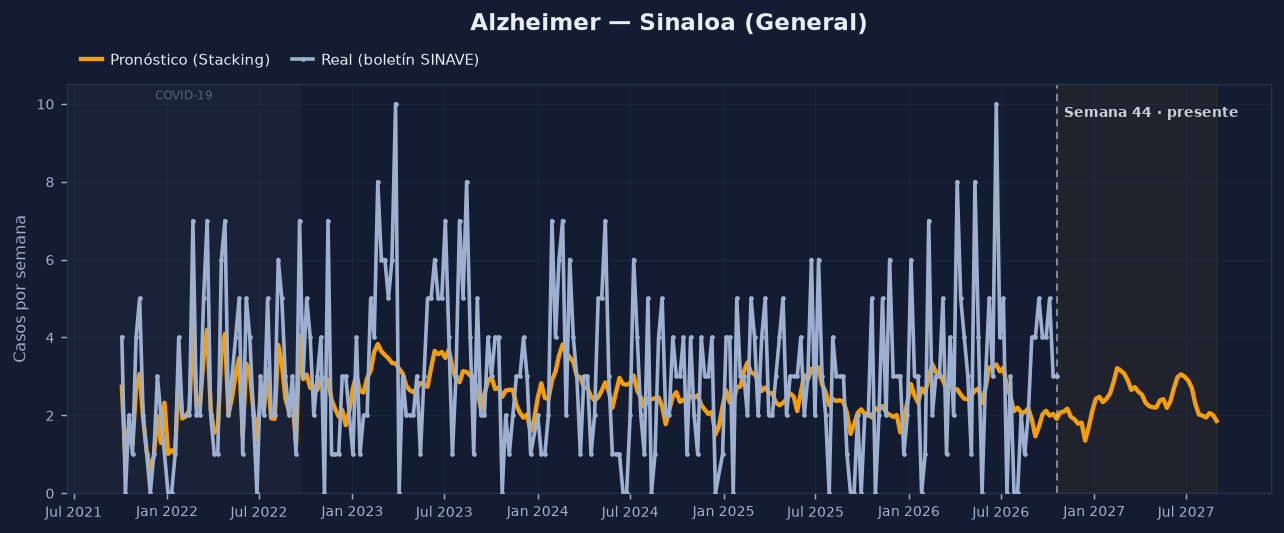 Alzheimer — Sinaloa (General)
Pronóstico (Stacking) Real (boletín SINAVE)
COVID-19
Semana 44 · presente
Casos por semana
10
8
6
4
2
0
Jul 2021 Jan 2022 Jul 2022 Jan 2023 Jul 2023 Jan 2024 Jul 2024 Jan 2025 Jul 2025 Jan 2026 Jul 2026 Jan 2027 Jul 2027